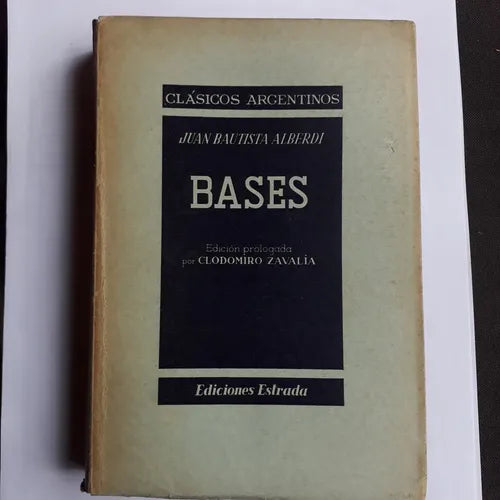 CLÁSICOS ARGENTINOS
JUAN BAUTISTA ALBERDI
BASES
Edición prologada
por CLODOMIRO ZAVALÍA
Ediciones Estrada